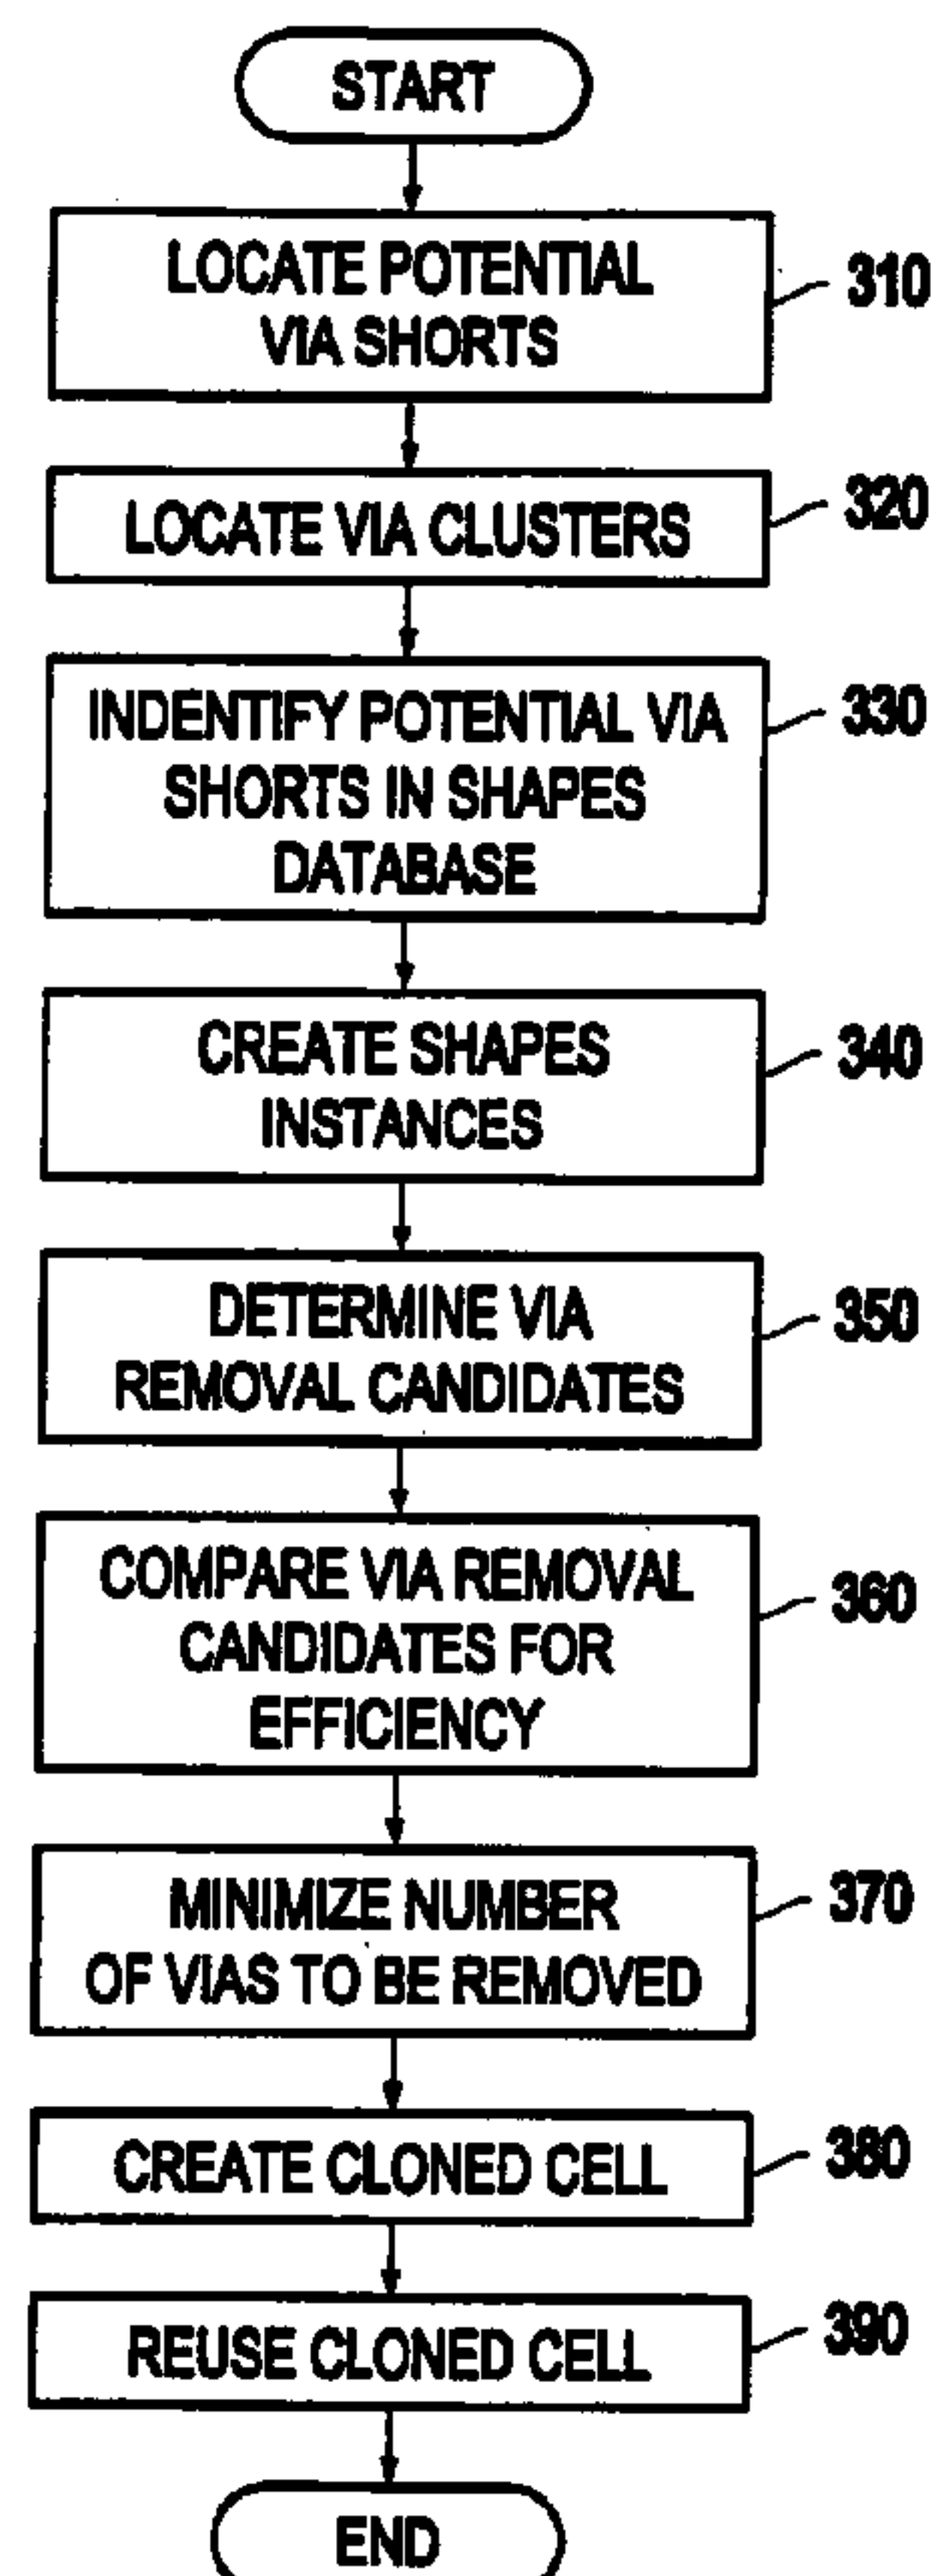 START
LOCATE POTENTIAL
VIA SHORTS
310
LOCATE VIA CLUSTERS
320
INDENTIFY POTENTIAL VIA
SHORTS IN SHAPES
DATABASE
330
CREATE SHAPES
INSTANCES
340
DETERMINE VIA
REMOVAL CANDIDATES
350
COMPARE VIA REMOVAL
CANDIDATES FOR
EFFICIENCY
360
MINIMIZE NUMBER
OF VIAS TO BE REMOVED
370
CREATE CLONED CELL
380
REUSE CLONED CELL
390
END